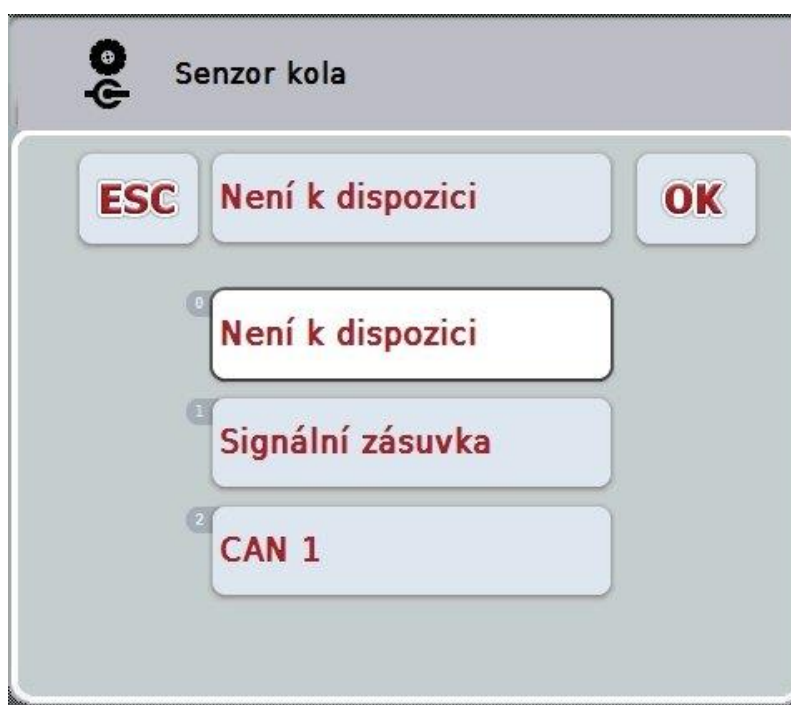 Senzor kola
ESC Není k dispozici OK
0
Není k dispozici
1
Signální zásuvka
2
CAN 1